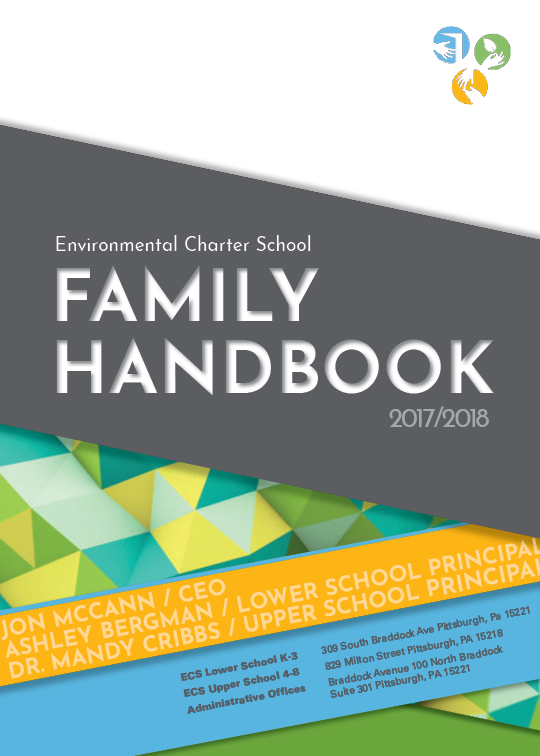 Environmental Charter School
FAMILY
HANDBOOK
2017/2018
JON MCCANN / CEO
ASHLEY BERGMAN / LOWER SCHOOL PRINCIPAL
DR. MANDY CRIBBS / UPPER SCHOOL PRINCIPAL
ECS Lower School K-3
ECS Upper School 4-8
Administrative Offices
309 South Braddock Ave Pittsburgh, Pa 15221
829 Milton Street Pittsburgh, PA 15218
Braddock Avenue 100 North Braddock
Suite 301 Pittsburgh, PA 15221